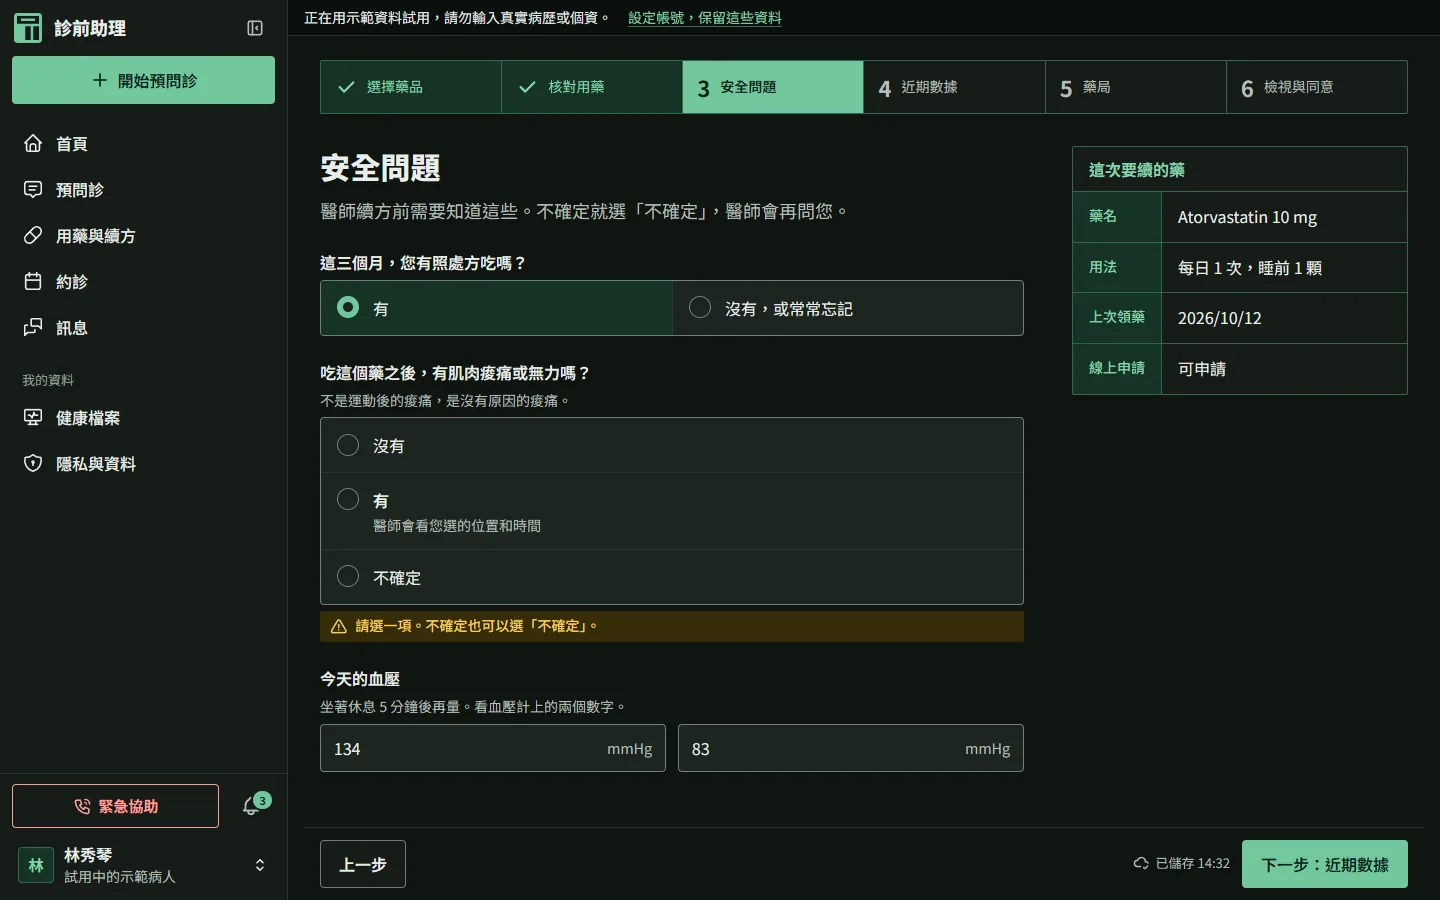 診前助理
開始預問診
首頁
預問診
用藥與續方
約診
訊息
我的資料
健康檔案
隱私與資料
緊急協助
3
林
林秀琴
試用中的示範病人
正在用示範資料試用，請勿輸入真實病歷或個資。 設定帳號，保留這些資料
選擇藥品
核對用藥
3 安全問題
4 近期數據
5 藥局
6 檢視與同意
安全問題
醫師續方前需要知道這些。不確定就選「不確定」，醫師會再問您。
這三個月，您有照處方吃嗎？
有
沒有，或常常忘記
吃這個藥之後，有肌肉痠痛或無力嗎？
不是運動後的痠痛，是沒有原因的痠痛。
沒有
有
醫師會看您選的位置和時間
不確定
請選一項。不確定也可以選「不確定」。
今天的血壓
坐著休息 5 分鐘後再量。看血壓計上的兩個數字。
134 mmHg
83 mmHg
這次要續的藥
藥名 Atorvastatin 10 mg
用法 每日 1 次，睡前 1 顆
上次領藥 2026/10/12
線上申請 可申請
上一步
已儲存 14:32
下一步：近期數據